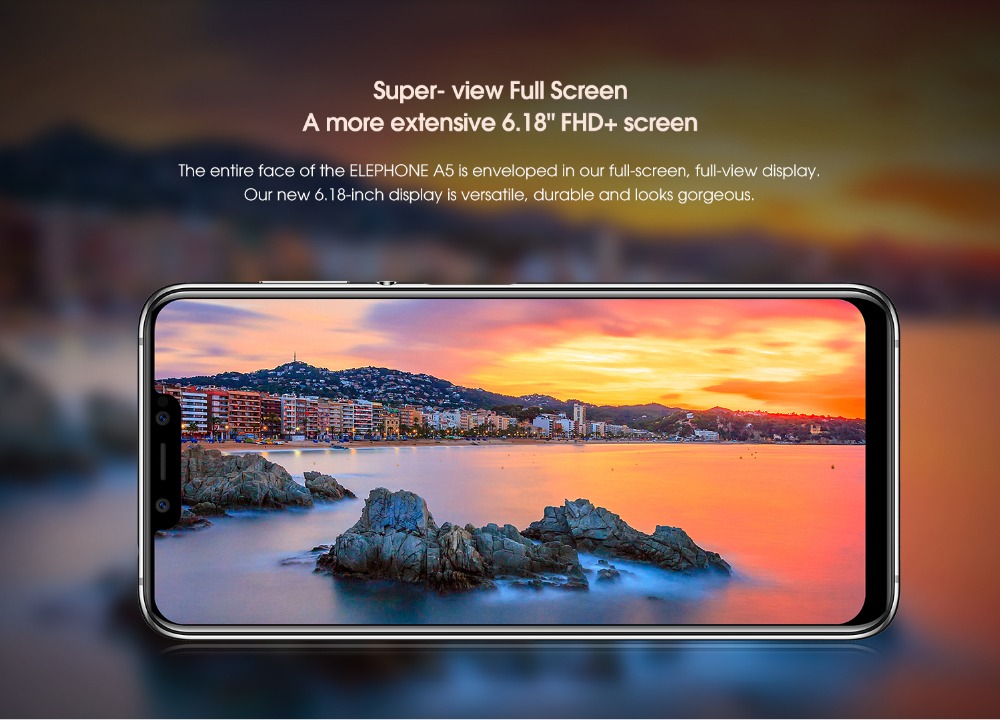 Super- view Full Screen
A more extensive 6.18" FHD+ screen
The entire face of the ELEPHONE A5 is enveloped in our full-screen, full-view display.
Our new 6.18-inch display is versatile, durable and looks gorgeous.